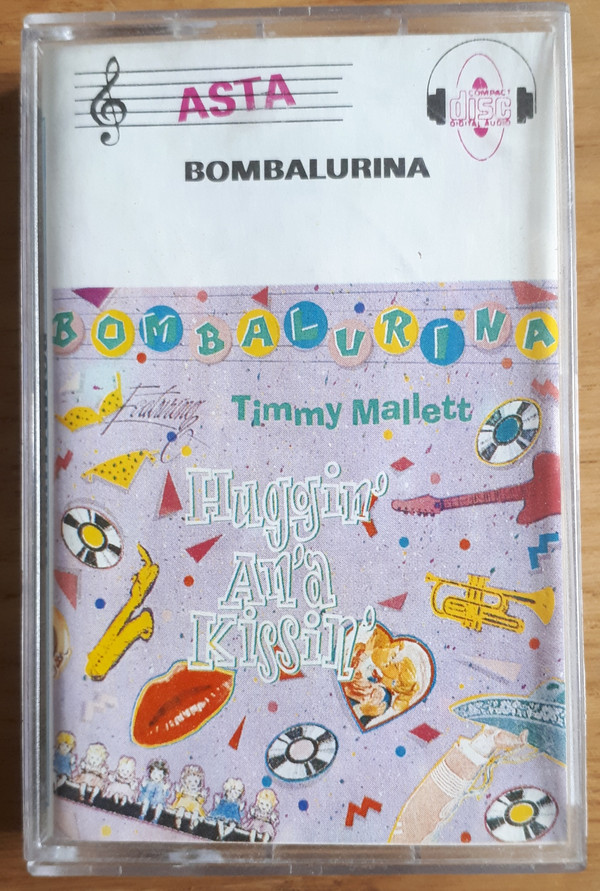 ASTA
COMPACT
disc
DIGITAL AUDIO
BOMBALURINA
BOMBALURINA
Featuring
Timmy Mallett
Huggin'
An'a
Kissin'